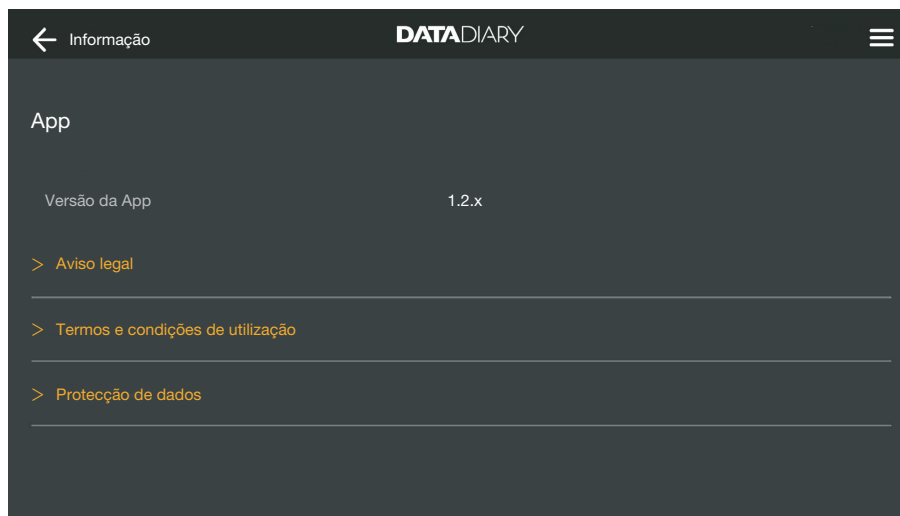 Informação
DATADIARY
App
Versão da App 1.2.x
> Aviso legal
> Termos e condições de utilização
> Protecção de dados